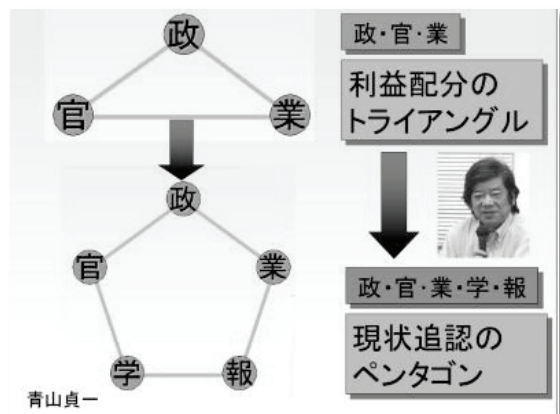 政
官
業
政
官
業
学
報
青山貞一
政・官・業
利益配分の
トライアングル
政・官・業・学・報
現状追認の
ペンタゴン